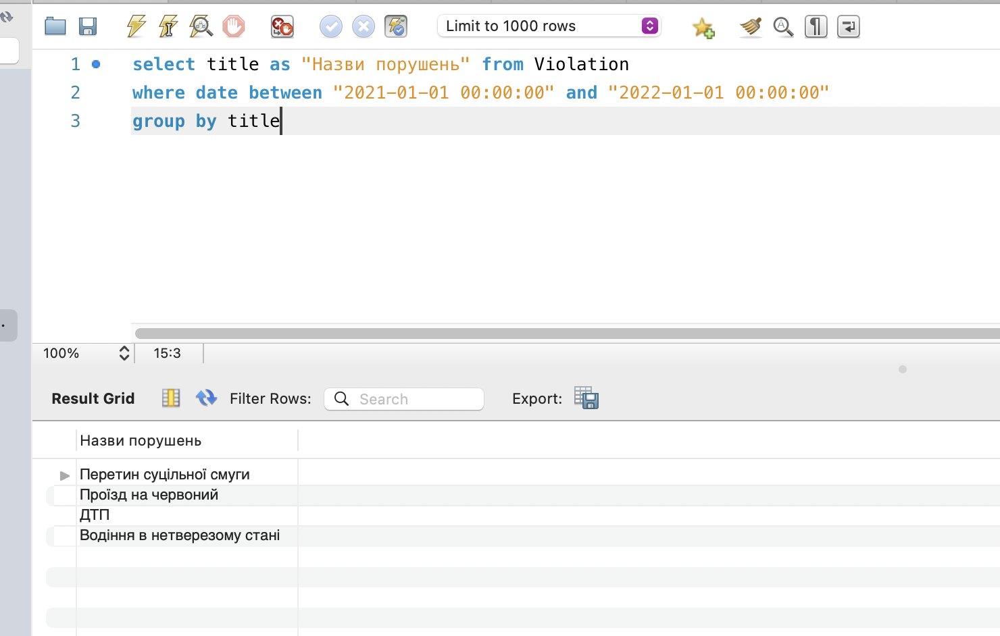 Limit to 1000 rows
1 select title as "Назви порушень" from Violation
2 where date between "2021-01-01 00:00:00" and "2022-01-01 00:00:00"
3 group by title
100% 15:3
Result Grid Filter Rows: Search Export:
Назви порушень
Перетин суцільної смуги
Проїзд на червоний
ДТП
Водіння в нетверезому стані